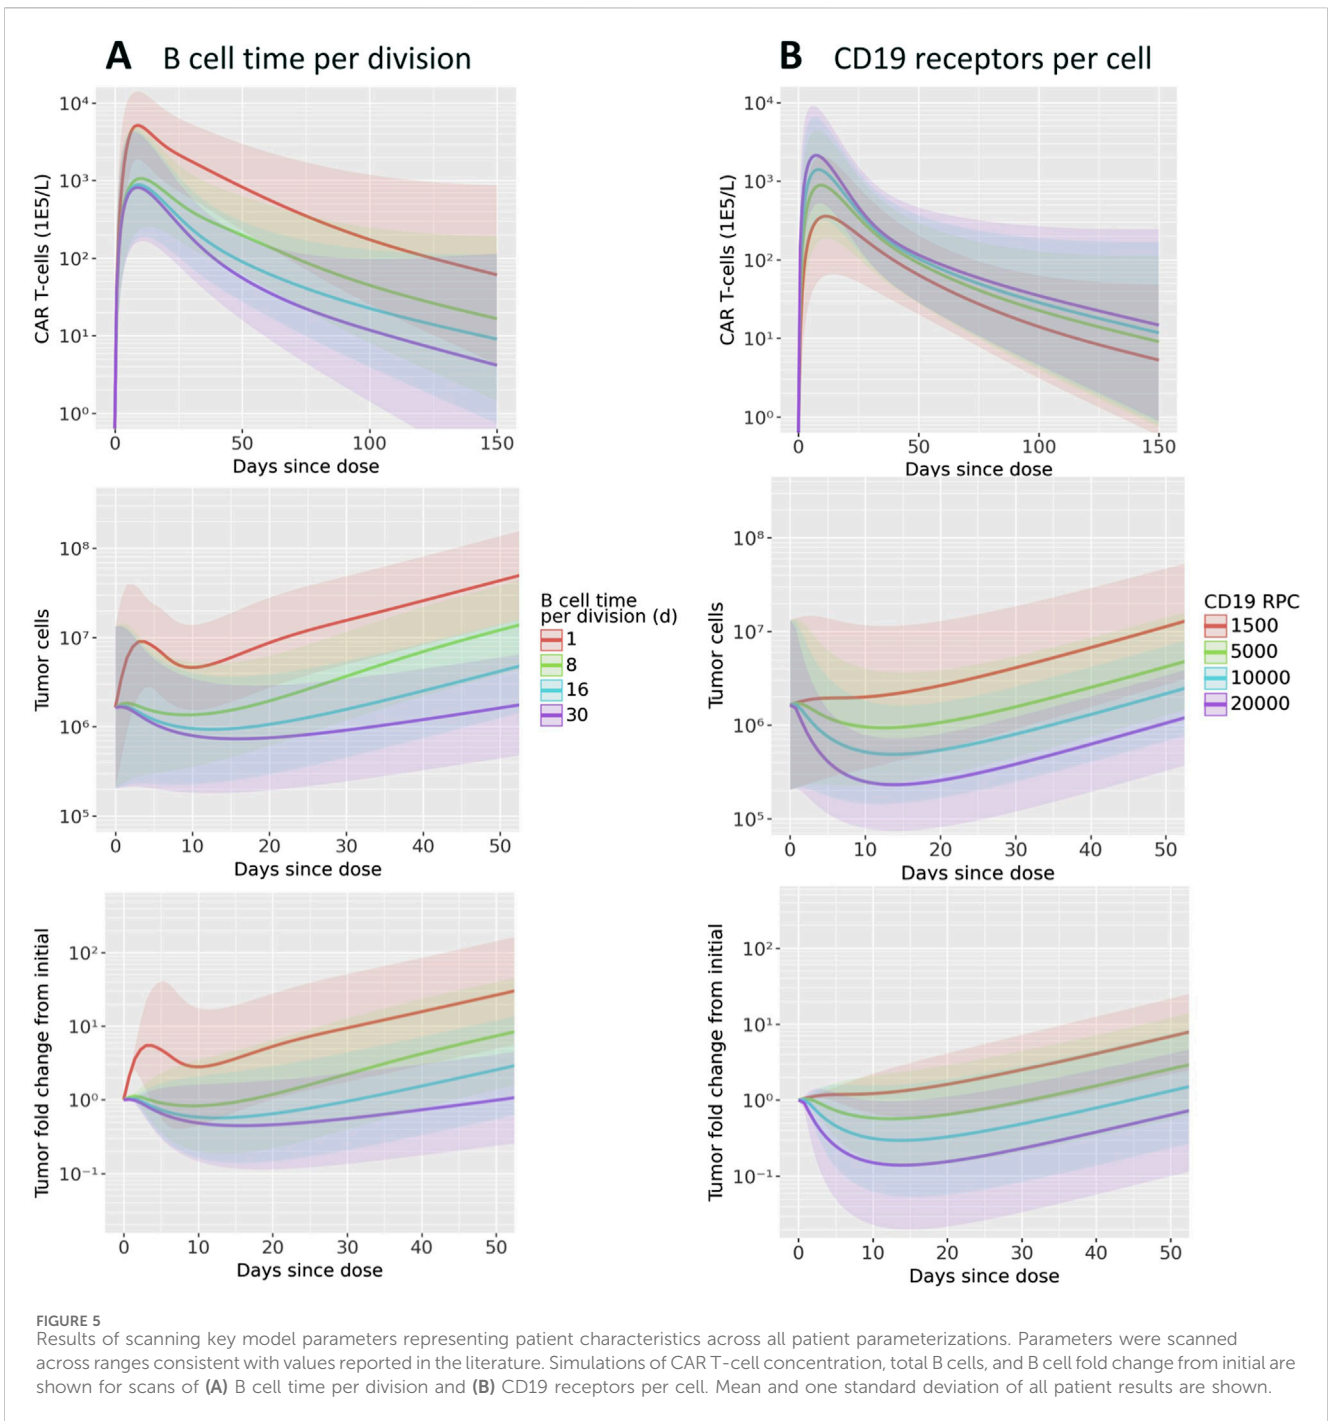 A B cell time per division
B CD19 receptors per cell
10⁴
10³
10²
10¹
10⁰
CAR T-cells (1E5/L)
0 50 100 150
Days since dose
10⁴
10³
10²
10¹
10⁰
CAR T-cells (1E5/L)
0 50 100 150
Days since dose
10⁸
10⁷
10⁶
10⁵
Tumor cells
0 10 20 30 40 50
Days since dose
B cell time
per division (d)
1
8
16
30
10⁸
10⁷
10⁶
10⁵
Tumor cells
0 10 20 30 40 50
Days since dose
CD19 RPC
1500
5000
10000
20000
10²
10¹
10⁰
10⁻¹
Tumor fold change from initial
0 10 20 30 40 50
Days since dose
10²
10¹
10⁰
10⁻¹
Tumor fold change from initial
0 10 20 30 40 50
Days since dose
FIGURE 5
Results of scanning key model parameters representing patient characteristics across all patient parameterizations. Parameters were scanned
across ranges consistent with values reported in the literature. Simulations of CAR T-cell concentration, total B cells, and B cell fold change from initial are
shown for scans of (A) B cell time per division and (B) CD19 receptors per cell. Mean and one standard deviation of all patient results are shown.